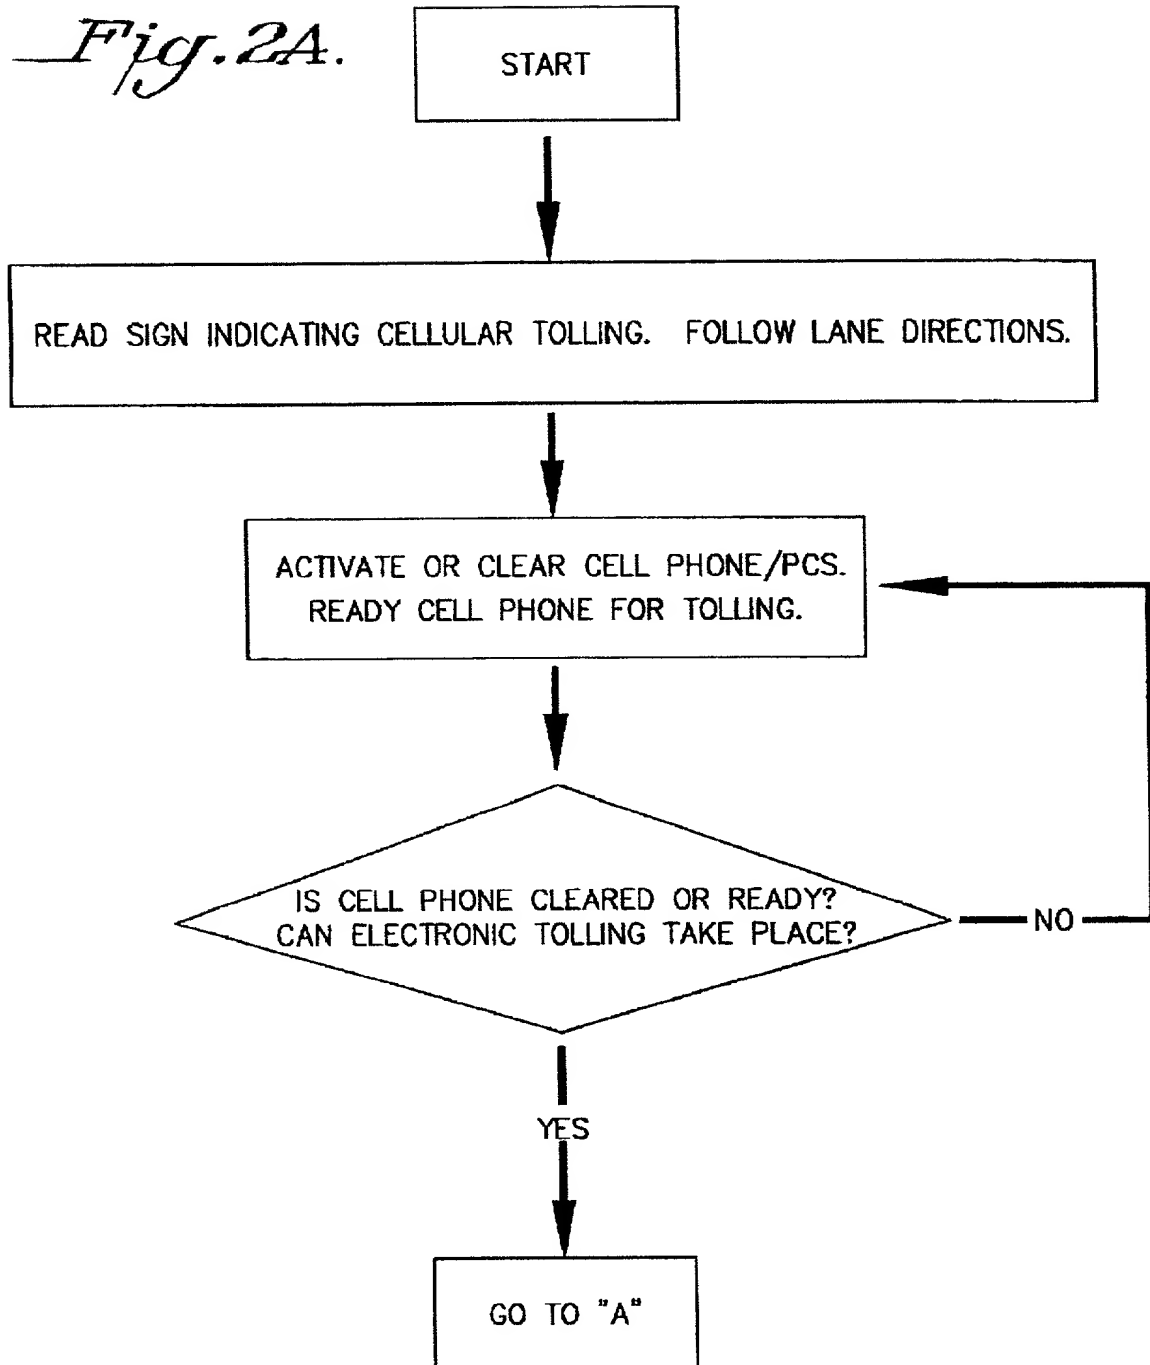 Fig. 2A.
START
READ SIGN INDICATING CELLULAR TOLLING. FOLLOW LANE DIRECTIONS.
ACTIVATE OR CLEAR CELL PHONE/PCS.
READY CELL PHONE FOR TOLLING.
IS CELL PHONE CLEARED OR READY?
CAN ELECTRONIC TOLLING TAKE PLACE?
NO
YES
GO TO "A"